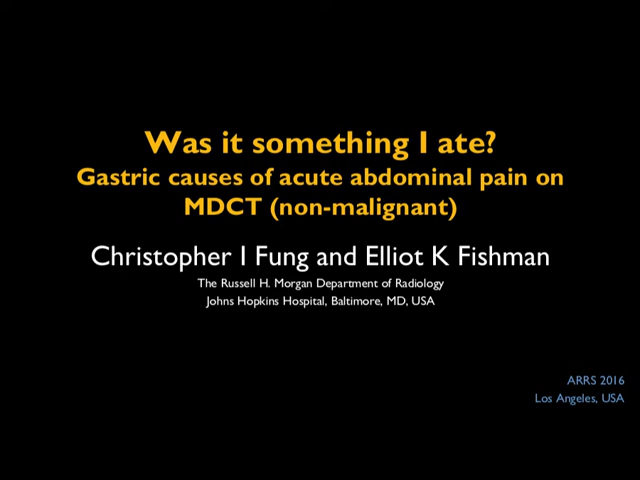 Was it something I ate?
Gastric causes of acute abdominal pain on
MDCT (non-malignant)
Christopher I Fung and Elliot K Fishman
The Russell H. Morgan Department of Radiology
Johns Hopkins Hospital, Baltimore, MD, USA
ARRS 2016
Los Angeles, USA